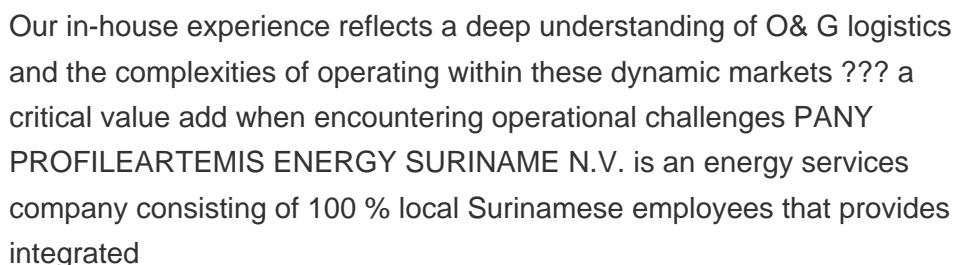 Our in-house experience reflects a deep understanding of O& G logistics
and the complexities of operating within these dynamic markets ??? a
critical value add when encountering operational challenges PANY
PROFILEARTEMIS ENERGY SURINAME N.V. is an energy services
company consisting of 100 % local Surinamese employees that provides
integrated